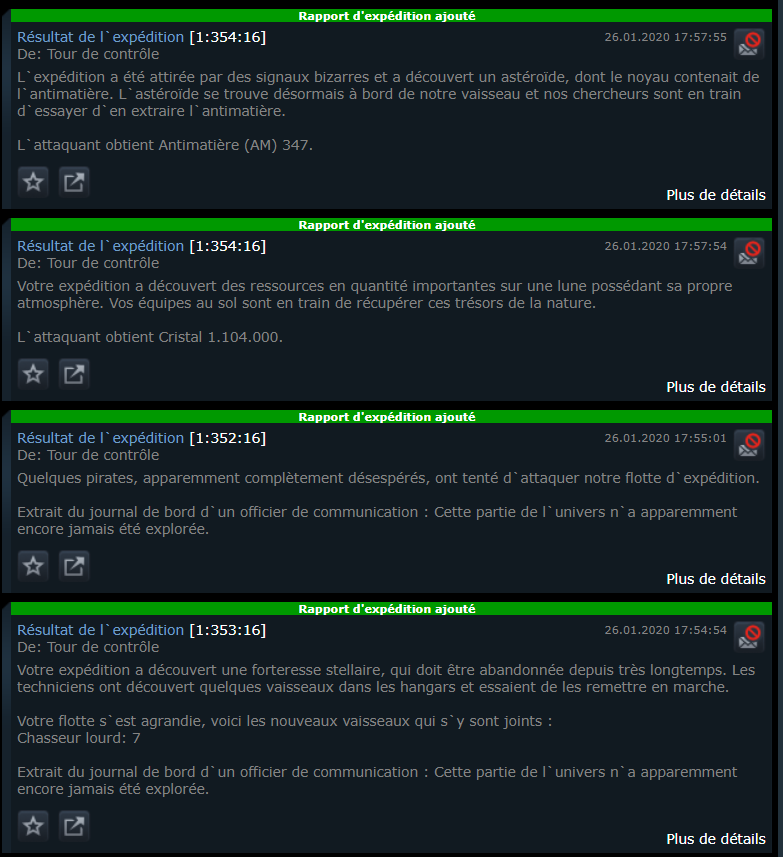 Rapport d'expédition ajouté
Résultat de l`expédition [1:354:16] 26.01.2020 17:57:55
De: Tour de contrôle
L`expédition a été attirée par des signaux bizarres et a découvert un astéroïde, dont le noyau contenait de
l`antimatière. L`astéroïde se trouve désormais à bord de notre vaisseau et nos chercheurs sont en train
d`essayer d`en extraire l`antimatière.
L`attaquant obtient Antimatière (AM) 347.
Plus de détails
Rapport d'expédition ajouté
Résultat de l`expédition [1:354:16] 26.01.2020 17:57:54
De: Tour de contrôle
Votre expédition a découvert des ressources en quantité importantes sur une lune possédant sa propre
atmosphère. Vos équipes au sol sont en train de récupérer ces trésors de la nature.
L`attaquant obtient Cristal 1.104.000.
Plus de détails
Rapport d'expédition ajouté
Résultat de l`expédition [1:352:16] 26.01.2020 17:55:01
De: Tour de contrôle
Quelques pirates, apparemment complètement désespérés, ont tenté d`attaquer notre flotte d`expédition.
Extrait du journal de bord d`un officier de communication : Cette partie de l`univers n`a apparemment
encore jamais été explorée.
Plus de détails
Rapport d'expédition ajouté
Résultat de l`expédition [1:353:16] 26.01.2020 17:54:54
De: Tour de contrôle
Votre expédition a découvert une forteresse stellaire, qui doit être abandonnée depuis très longtemps. Les
techniciens ont découvert quelques vaisseaux dans les hangars et essaient de les remettre en marche.
Votre flotte s`est agrandie, voici les nouveaux vaisseaux qui s`y sont joints :
Chasseur lourd: 7
Extrait du journal de bord d`un officier de communication : Cette partie de l`univers n`a apparemment
encore jamais été explorée.
Plus de détails